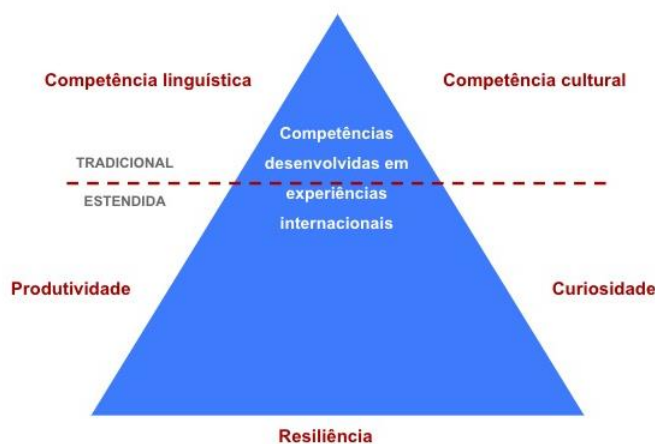 Competência linguística
Competência cultural
Competências
desenvolvidas em
TRADICIONAL
ESTENDIDA
experiências
internacionais
Produtividade
Curiosidade
Resiliência